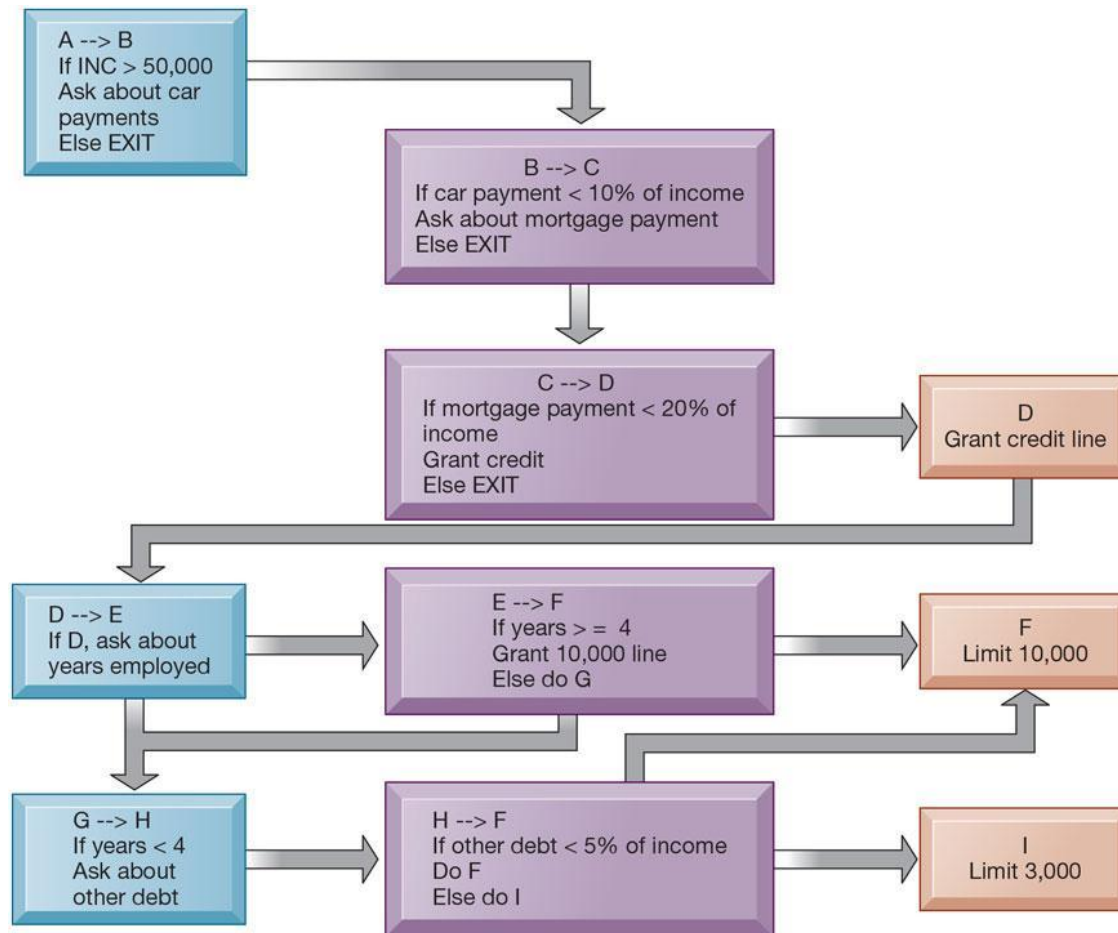 A --> B
If INC > 50,000
Ask about car
payments
Else EXIT
B --> C
If car payment < 10% of income
Ask about mortgage payment
Else EXIT
C --> D
If mortgage payment < 20% of
income
Grant credit
Else EXIT
D
Grant credit line
D --> E
If D, ask about
years employed
E --> F
If years > = 4
Grant 10,000 line
Else do G
F
Limit 10,000
G --> H
If years < 4
Ask about
other debt
H --> F
If other debt < 5% of income
Do F
Else do I
I
Limit 3,000